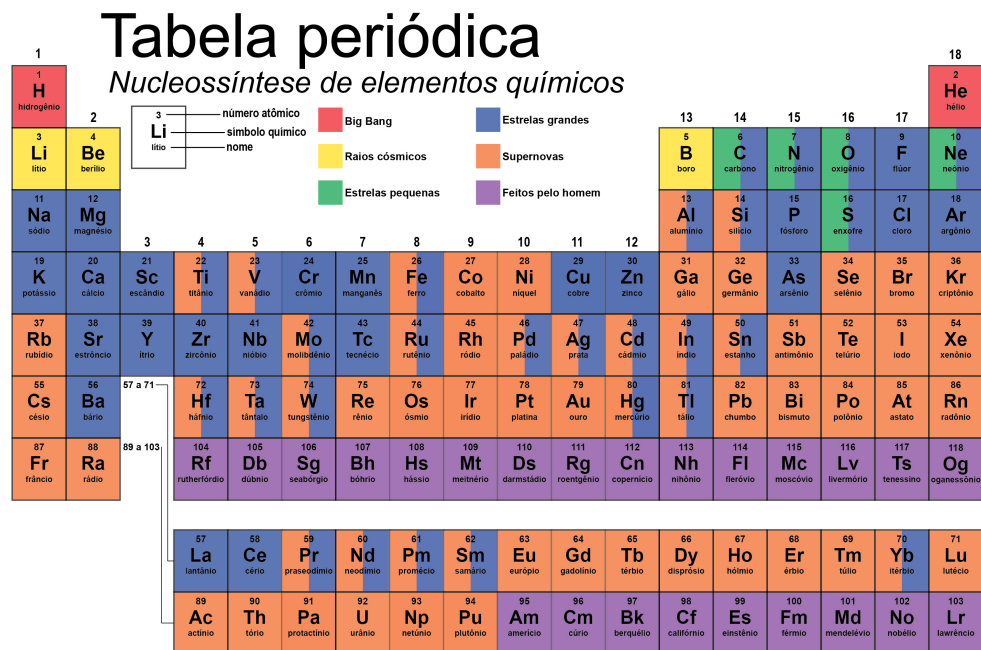 Tabela periódica
Nucleossíntese de elementos químicos
1
18
1
H
hidrogênio
2
He
hélio
3
Li
lítio
número atômico
símbolo químico
nome
Big Bang
Estrelas grandes
Raios cósmicos
Supernovas
Estrelas pequenas
Feitos pelo homem
2
13 14 15 16 17
3 4 5 6 7 8 9 10
Li Be B C N O F Ne
lítio berílio boro carbono nitrogênio oxigênio flúor neônio
11 12 13 14 15 16 17 18
Na Mg Al Si P S Cl Ar
sódio magnésio alumínio silício fósforo enxofre cloro argônio
3 4 5 6 7 8 9 10 11 12
19 20 21 22 23 24 25 26 27 28 29 30 31 32 33 34 35 36
K Ca Sc Ti V Cr Mn Fe Co Ni Cu Zn Ga Ge As Se Br Kr
potássio cálcio escândio titânio vanádio crômio manganês ferro cobalto níquel cobre zinco gálio germânio arsênio selênio bromo criptônio
37 38 39 40 41 42 43 44 45 46 47 48 49 50 51 52 53 54
Rb Sr Y Zr Nb Mo Tc Ru Rh Pd Ag Cd In Sn Sb Te I Xe
rubídio estrôncio ítrio zircônio nióbio molibdênio tecnécio rutênio ródio paládio prata cádmio índio estanho antimônio telúrio iodo xenônio
55 56 57 a 71 72 73 74 75 76 77 78 79 80 81 82 83 84 85 86
Cs Ba Hf Ta W Re Os Ir Pt Au Hg Tl Pb Bi Po At Rn
césio bário háfnio tântalo tungstênio rênio ósmio irídio platina ouro mercúrio tálio chumbo bismuto polônio astato radônio
87 88 89 a 103 104 105 106 107 108 109 110 111 112 113 114 115 116 117 118
Fr Ra Rf Db Sg Bh Hs Mt Ds Rg Cn Nh Fl Mc Lv Ts Og
frâncio rádio rutherfórdio dúbnio seabórgio bóhrio hássio meitnério darmstádio roentgênio copernício nihônio fleróvio moscóvio livermório tenessino oganessônio
57 58 59 60 61 62 63 64 65 66 67 68 69 70 71
La Ce Pr Nd Pm Sm Eu Gd Tb Dy Ho Er Tm Yb Lu
lantânio cério praseodímio neodímio promécio samário európio gadolínio térbio disprósio hólmio érbio túlio itérbio lutécio
89 90 91 92 93 94 95 96 97 98 99 100 101 102 103
Ac Th Pa U Np Pu Am Cm Bk Cf Es Fm Md No Lr
actínio tório protactínio urânio netúnio plutônio amerício cúrio berquélio califórnio einstênio férmio mendelévio nobélio lawrêncio